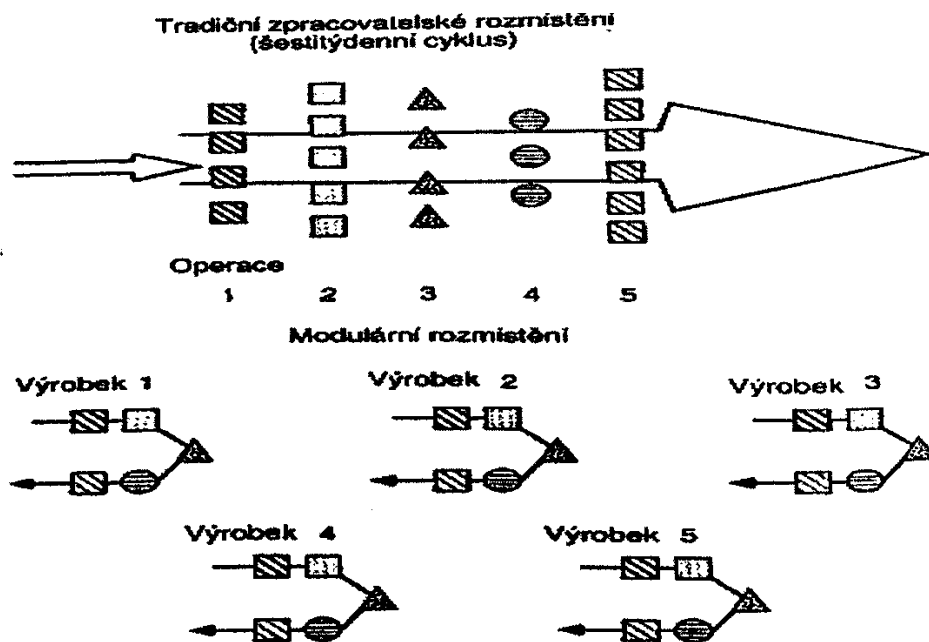 Tradiční zpracovatelské rozmístění
(šestitýdenní cyklus)
Operace
1 2 3 4 5
Modulární rozmistění
Výrobek 1
Výrobek 2
Výrobek 3
Výrobek 4
Výrobek 5